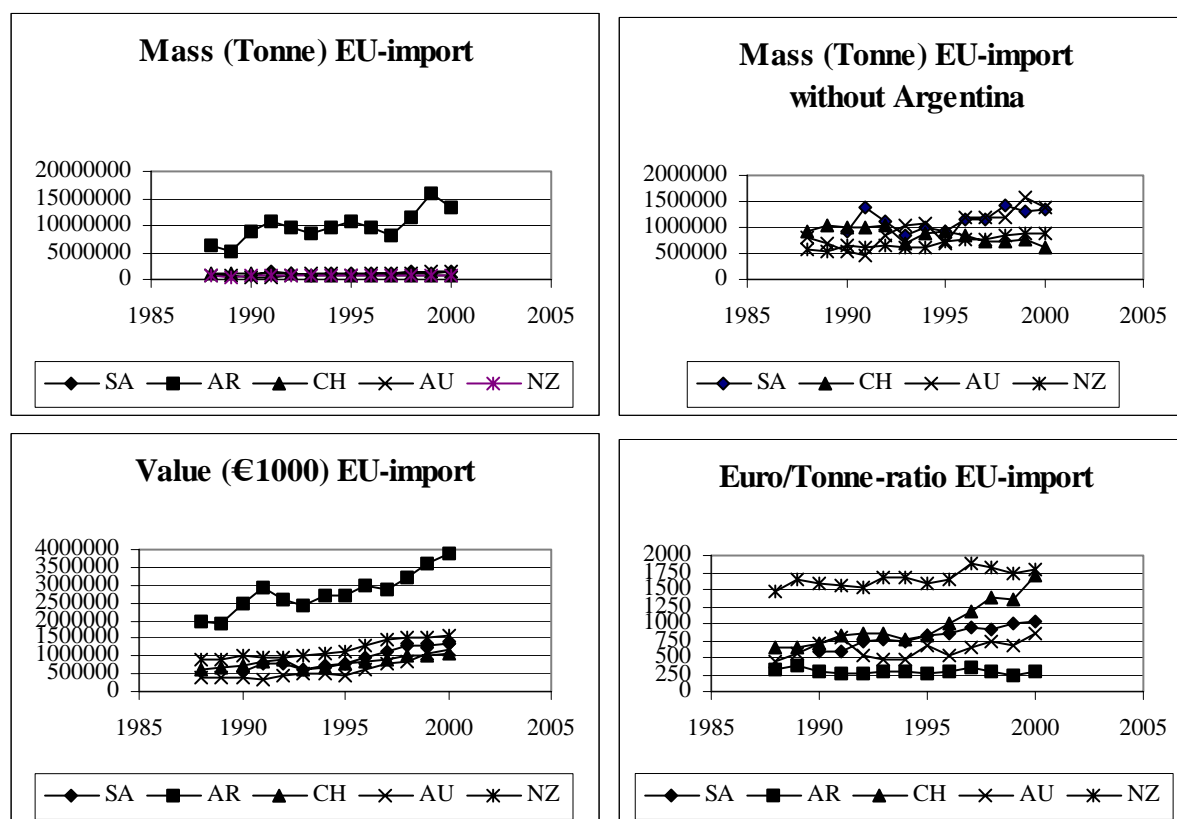 Mass (Tonne) EU-import
20000000
15000000
10000000
5000000
0
1985 1990 1995 2000 2005
SA AR CH AU NZ
Mass (Tonne) EU-import
without Argentina
2000000
1500000
1000000
500000
0
1985 1990 1995 2000 2005
SA CH AU NZ
Value (€1000) EU-import
4000000
3500000
3000000
2500000
2000000
1500000
1000000
500000
0
1985 1990 1995 2000 2005
SA AR CH AU NZ
Euro/Tonne-ratio EU-import
2000
1750
1500
1250
1000
750
500
250
0
1985 1990 1995 2000 2005
SA AR CH AU NZ